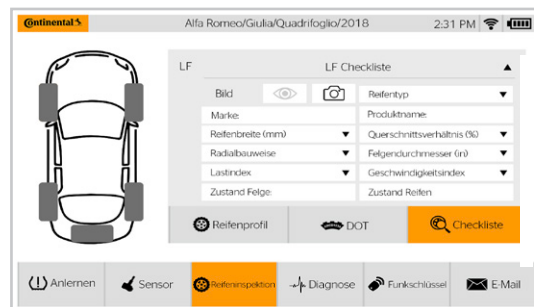 Continental
Alfa Romeo/Giulia/Quadrifoglio/2018
2:31 PM
LF
LF Checkliste
Bild
Reifentyp
Marke:
Produktname:
Reifenbreite (mm)
Querschnittsverhältnis (%)
Radialbauweise
Felgendurchmesser (in)
Lastindex
Geschwindigkeitsindex
Zustand Felge:
Zustand Reifen
Reifenprofil
DOT
Checkliste
Anlernen
Sensor
Reifeninspektion
Diagnose
Funkschlüssel
E-Mail